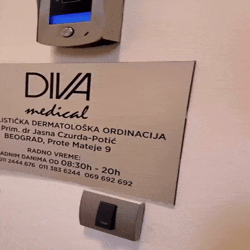 DIVA
medical
LISTIČKA DERMATOLOŠKA ORDINACIJA
Prim. dr Jasna Czurda-Potić
BEOGRAD, Prote Mateje 9
RADNO VREME:
RADNIM DANIMA OD 08:30h - 20h
011 2444 676 011 383 6244 069 692 692